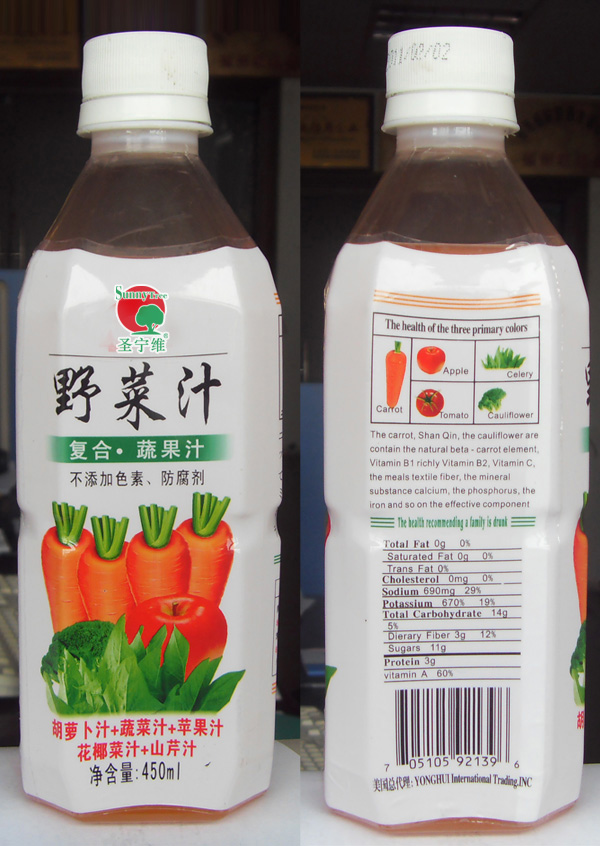 Sunny Tree
圣宁维®
野菜汁
复合·蔬果汁
不添加色素、防腐剂
胡萝卜汁+蔬菜汁+苹果汁
花椰菜汁+山芹汁
净含量:450ml
11/02/02
The health of the three primary colors
Carrot
Apple
Celery
Tomato
Cauliflower
The carrot, Shan Qin, the cauliflower are
contain the natural beta - carrot element,
Vitamin B1 richly Vitamin B2, Vitamin C,
the meals textile fiber, the mineral
substance calcium, the phosphorus, the
iron and so on the effective component
The health recommending a family is drunk
Total Fat 0g 0%
Saturated Fat 0g 0%
Trans Fat 0%
Cholesterol 0mg 0%
Sodium 690mg 29%
Potassium 670% 19%
Total Carbohydrate 14g
5%
Dierary Fiber 3g 12%
Sugars 11g
Protein 3g
vitamin A 60%
7 05105 92139 6
美国总代理: YONGHUI International Trading.INC